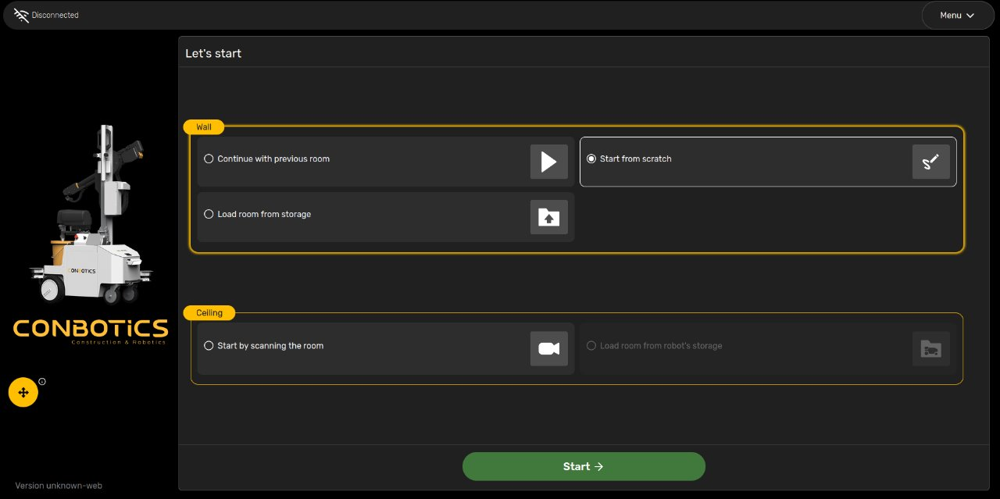 Disconnected
Menu
Let's start
Wall
Continue with previous room
Start from scratch
Load room from storage
CONBOTICS
CONBOTiCS
Construction & Robotics
Ceiling
Start by scanning the room
Load room from robot's storage
Start →
Version unknown-web